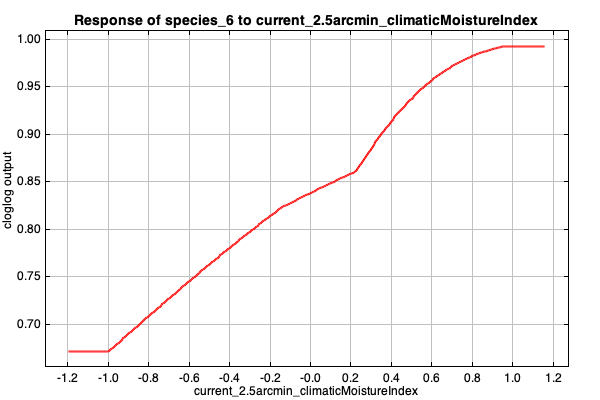 Response of species_6 to current_2.5arcmin_climaticMoistureIndex
1.00
0.95
0.90
0.85
0.80
0.75
0.70
cloglog output
-1.2 -1.0 -0.8 -0.6 -0.4 -0.2 -0.0 0.2 0.4 0.6 0.8 1.0 1.2
current_2.5arcmin_climaticMoistureIndex